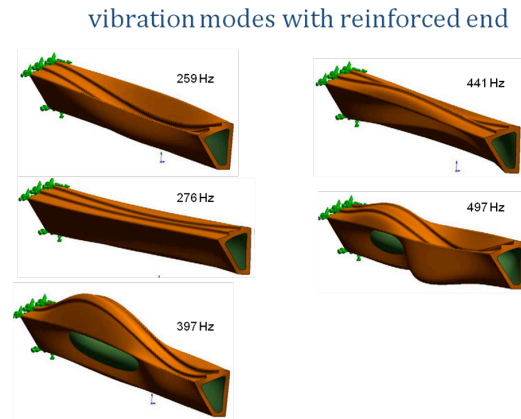 vibration modes with reinforced end
259 Hz
441 Hz
276 Hz
497 Hz
397 Hz